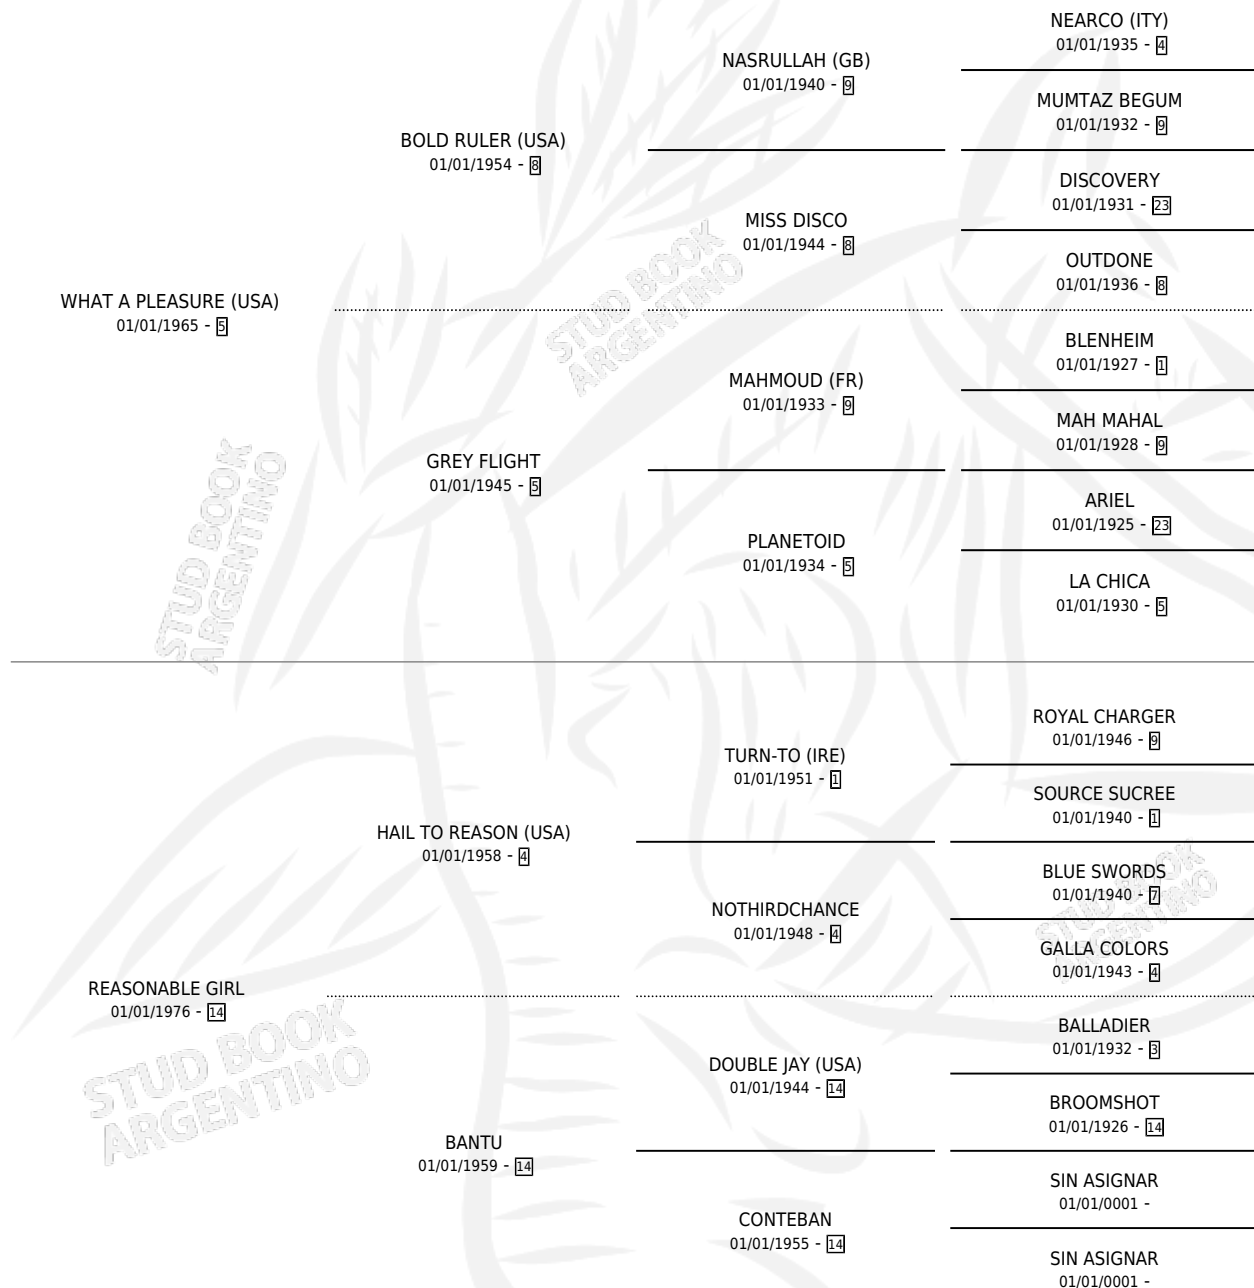 NEARCO (ITY)
01/01/1935 - 4
NASRULLAH (GB)
01/01/1940 - 9
MUMTAZ BEGUM
01/01/1932 - 9
BOLD RULER (USA)
01/01/1954 - 8
DISCOVERY
01/01/1931 - 23
MISS DISCO
01/01/1944 - 8
OUTDONE
01/01/1936 - 8
WHAT A PLEASURE (USA)
01/01/1965 - 5
STUD BOOK
ARGENTINO
BLENHEIM
01/01/1927 - 1
MAHMOUD (FR)
01/01/1933 - 9
MAH MAHAL
01/01/1928 - 9
GREY FLIGHT
01/01/1945 - 5
ARIEL
01/01/1925 - 23
PLANETOID
01/01/1934 - 5
LA CHICA
01/01/1930 - 5
STUD BOOK
ARGENTINO
ROYAL CHARGER
01/01/1946 - 9
TURN-TO (IRE)
01/01/1951 - 1
SOURCE SUCREE
01/01/1940 - 1
HAIL TO REASON (USA)
01/01/1958 - 4
BLUE SWORDS
01/01/1940 - 7
STUD BOOK
ARGENTINO
NOTHIRDCHANCE
01/01/1948 - 4
GALLA COLORS
01/01/1943 - 4
REASONABLE GIRL
01/01/1976 - 14
STUD BOOK
ARGENTINO
BALLADIER
01/01/1932 - 3
DOUBLE JAY (USA)
01/01/1944 - 14
BROOMSHOT
01/01/1926 - 14
BANTU
01/01/1959 - 14
SIN ASIGNAR
01/01/0001 -
CONTEBAN
01/01/1955 - 14
SIN ASIGNAR
01/01/0001 -